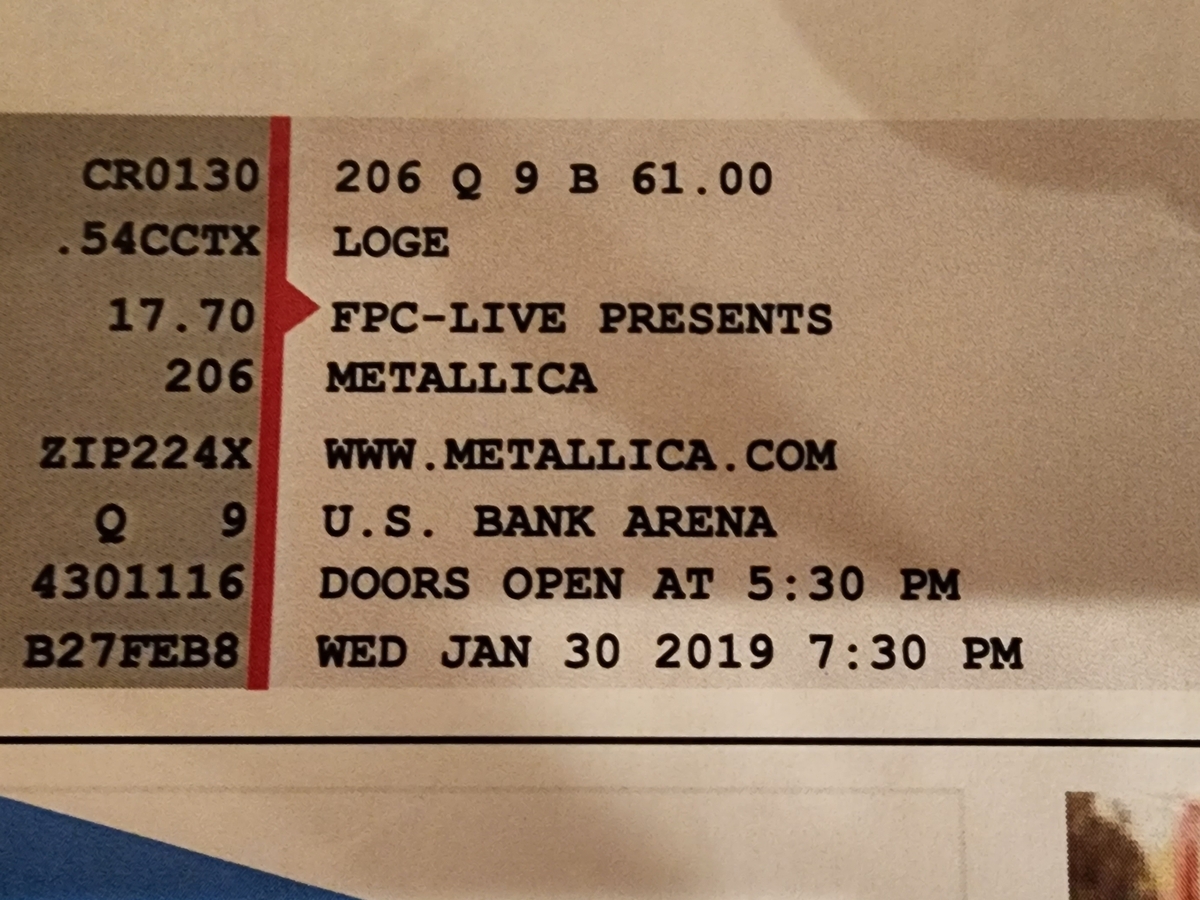 CR0130
.54CCTX
17.70
206
ZIP224X
Q 9
4301116
B27FEB8
206 Q 9 B 61.00
LOGE
FPC-LIVE PRESENTS
METALLICA
WWW.METALLICA.COM
U.S. BANK ARENA
DOORS OPEN AT 5:30 PM
WED JAN 30 2019 7:30 PM